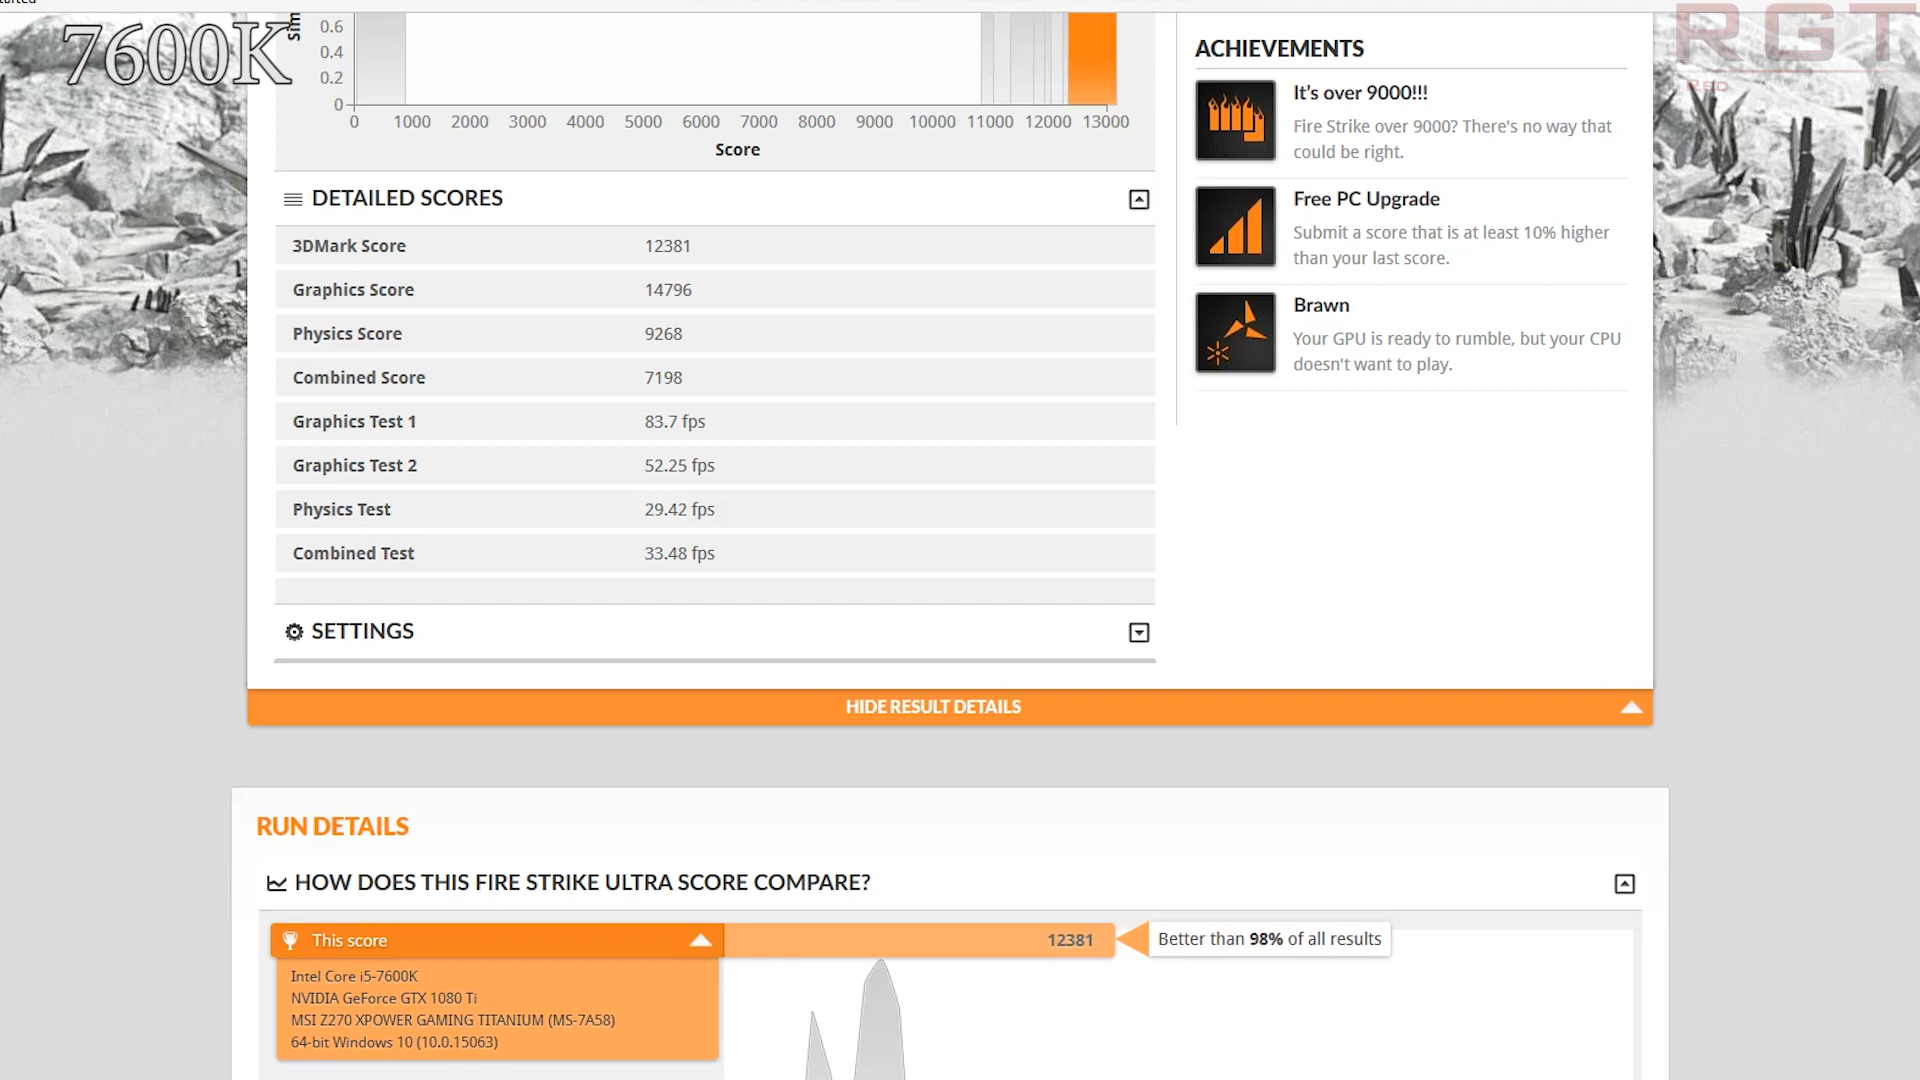 7600K
RGT
0.6
0.4
0.2
0
0 1000 2000 3000 4000 5000 6000 7000 8000 9000 10000 11000 12000 13000
Score
DETAILED SCORES
3DMark Score 12381
Graphics Score 14796
Physics Score 9268
Combined Score 7198
Graphics Test 1 83.7 fps
Graphics Test 2 52.25 fps
Physics Test 29.42 fps
Combined Test 33.48 fps
SETTINGS
ACHIEVEMENTS
It's over 9000!!!
Fire Strike over 9000? There's no way that
could be right.
Free PC Upgrade
Submit a score that is at least 10% higher
than your last score.
Brawn
Your GPU is ready to rumble, but your CPU
doesn't want to play.
HIDE RESULT DETAILS
RUN DETAILS
HOW DOES THIS FIRE STRIKE ULTRA SCORE COMPARE?
This score 12381 Better than 98% of all results
Intel Core i5-7600K
NVIDIA GeForce GTX 1080 Ti
MSI Z270 XPOWER GAMING TITANIUM (MS-7A58)
64-bit Windows 10 (10.0.15063)